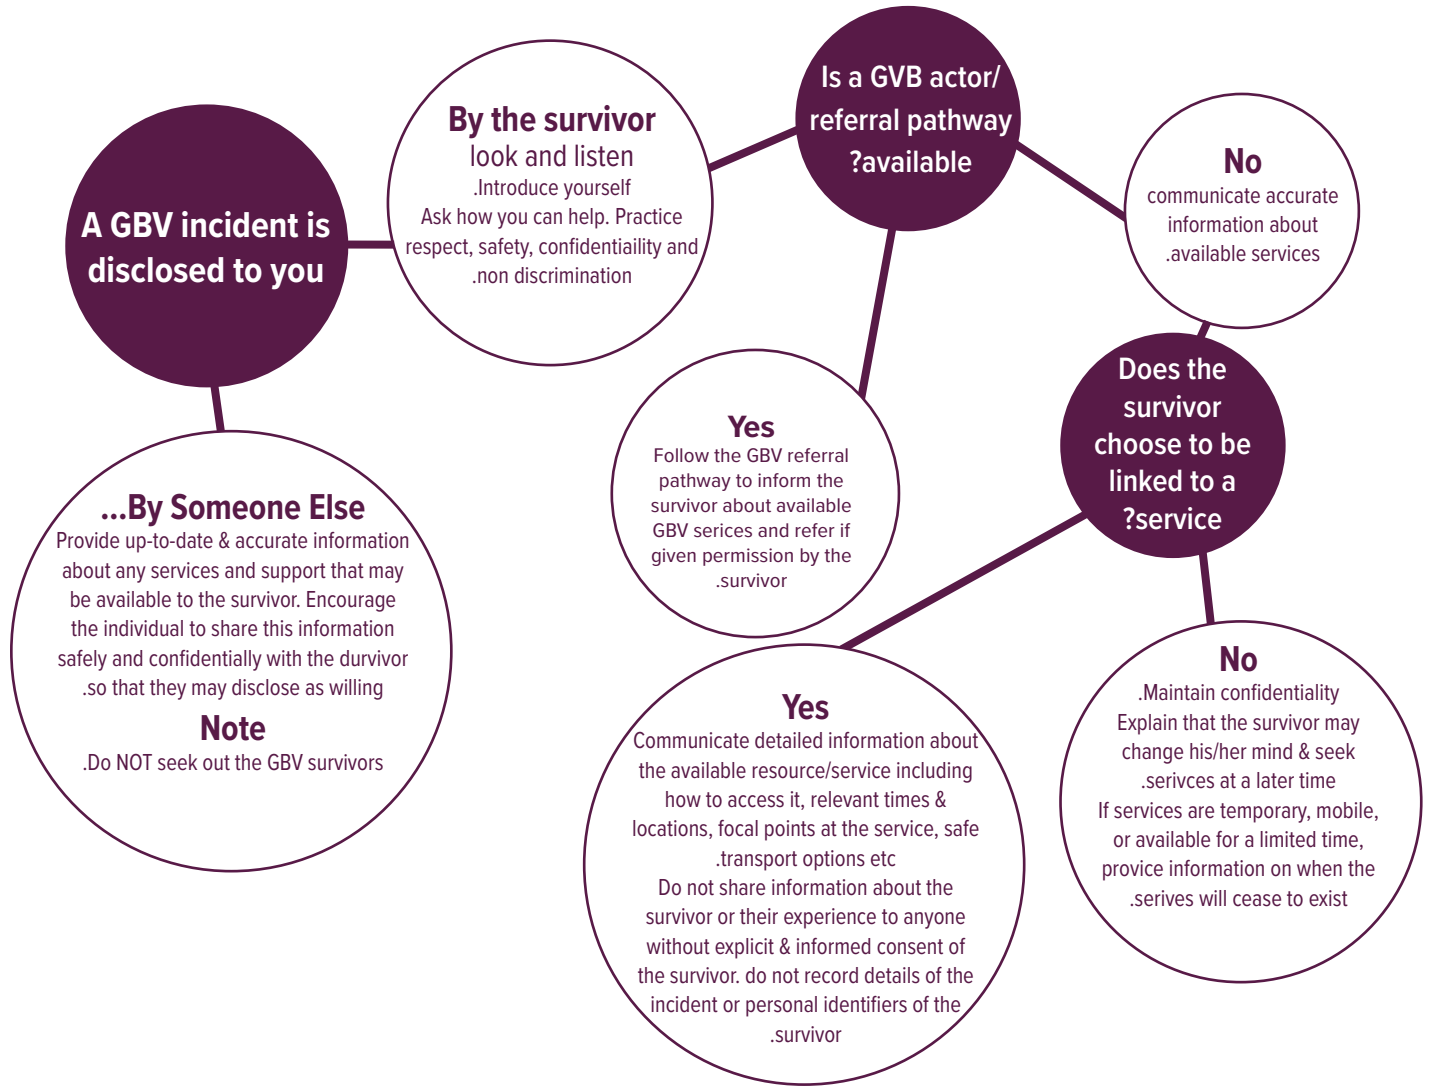 A GBV incident is
disclosed to you
By the survivor
look and listen
.Introduce yourself
Ask how you can help. Practice
respect, safety, confidentiaility and
.non discrimination
Is a GVB actor/
referral pathway
?available
No
communicate accurate
information about
.available services
Yes
Follow the GBV referral
pathway to inform the
survivor about available
GBV serices and refer if
given permission by the
.survivor
Does the
survivor
choose to be
linked to a
?service
...By Someone Else
Provide up-to-date & accurate information
about any services and support that may
be available to the survivor. Encourage
the individual to share this information
safely and confidentially with the durvivor
.so that they may disclose as willing
Note
.Do NOT seek out the GBV survivors
Yes
Communicate detailed information about
the available resource/service including
how to access it, relevant times &
locations, focal points at the service, safe
.transport options etc
Do not share information about the
survivor or their experience to anyone
without explicit & informed consent of
the survivor. do not record details of the
incident or personal identifiers of the
.survivor
No
.Maintain confidentiality
Explain that the survivor may
change his/her mind & seek
.serivces at a later time
If services are temporary, mobile,
or available for a limited time,
provice information on when the
.serives will cease to exist